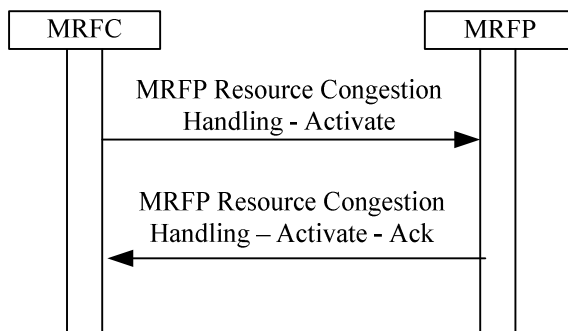 MRFC
MRFP
MRFP Resource Congestion
Handling - Activate
MRFP Resource Congestion
Handling – Activate - Ack